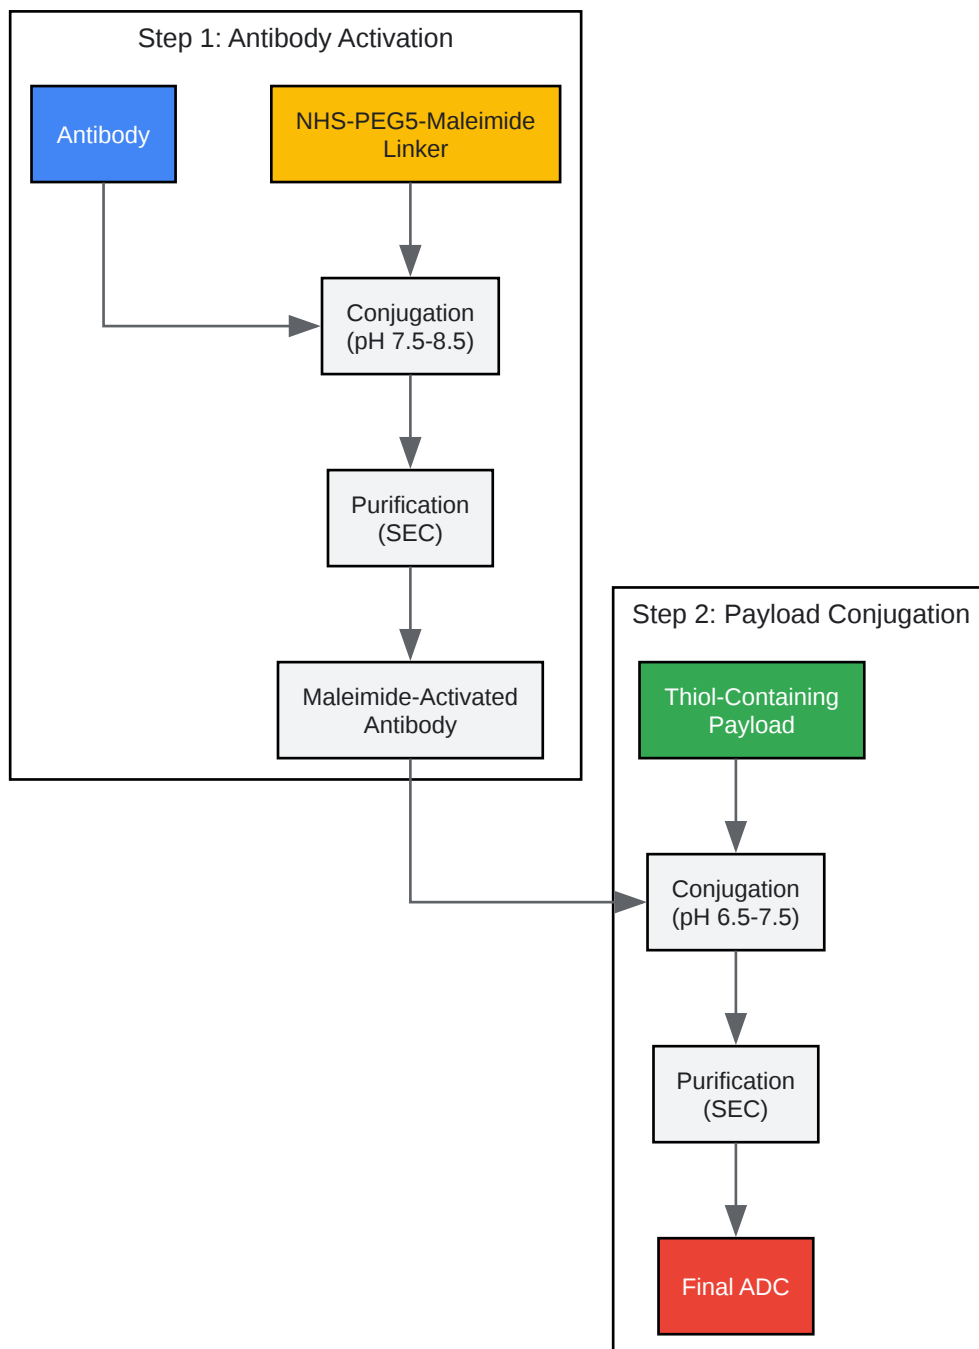 Step 1: Antibody Activation
Antibody
NHS-PEG5-Maleimide
Linker
Conjugation
(pH 7.5-8.5)
Purification
(SEC)
Maleimide-Activated
Antibody
Step 2: Payload Conjugation
Thiol-Containing
Payload
Conjugation
(pH 6.5-7.5)
Purification
(SEC)
Final ADC